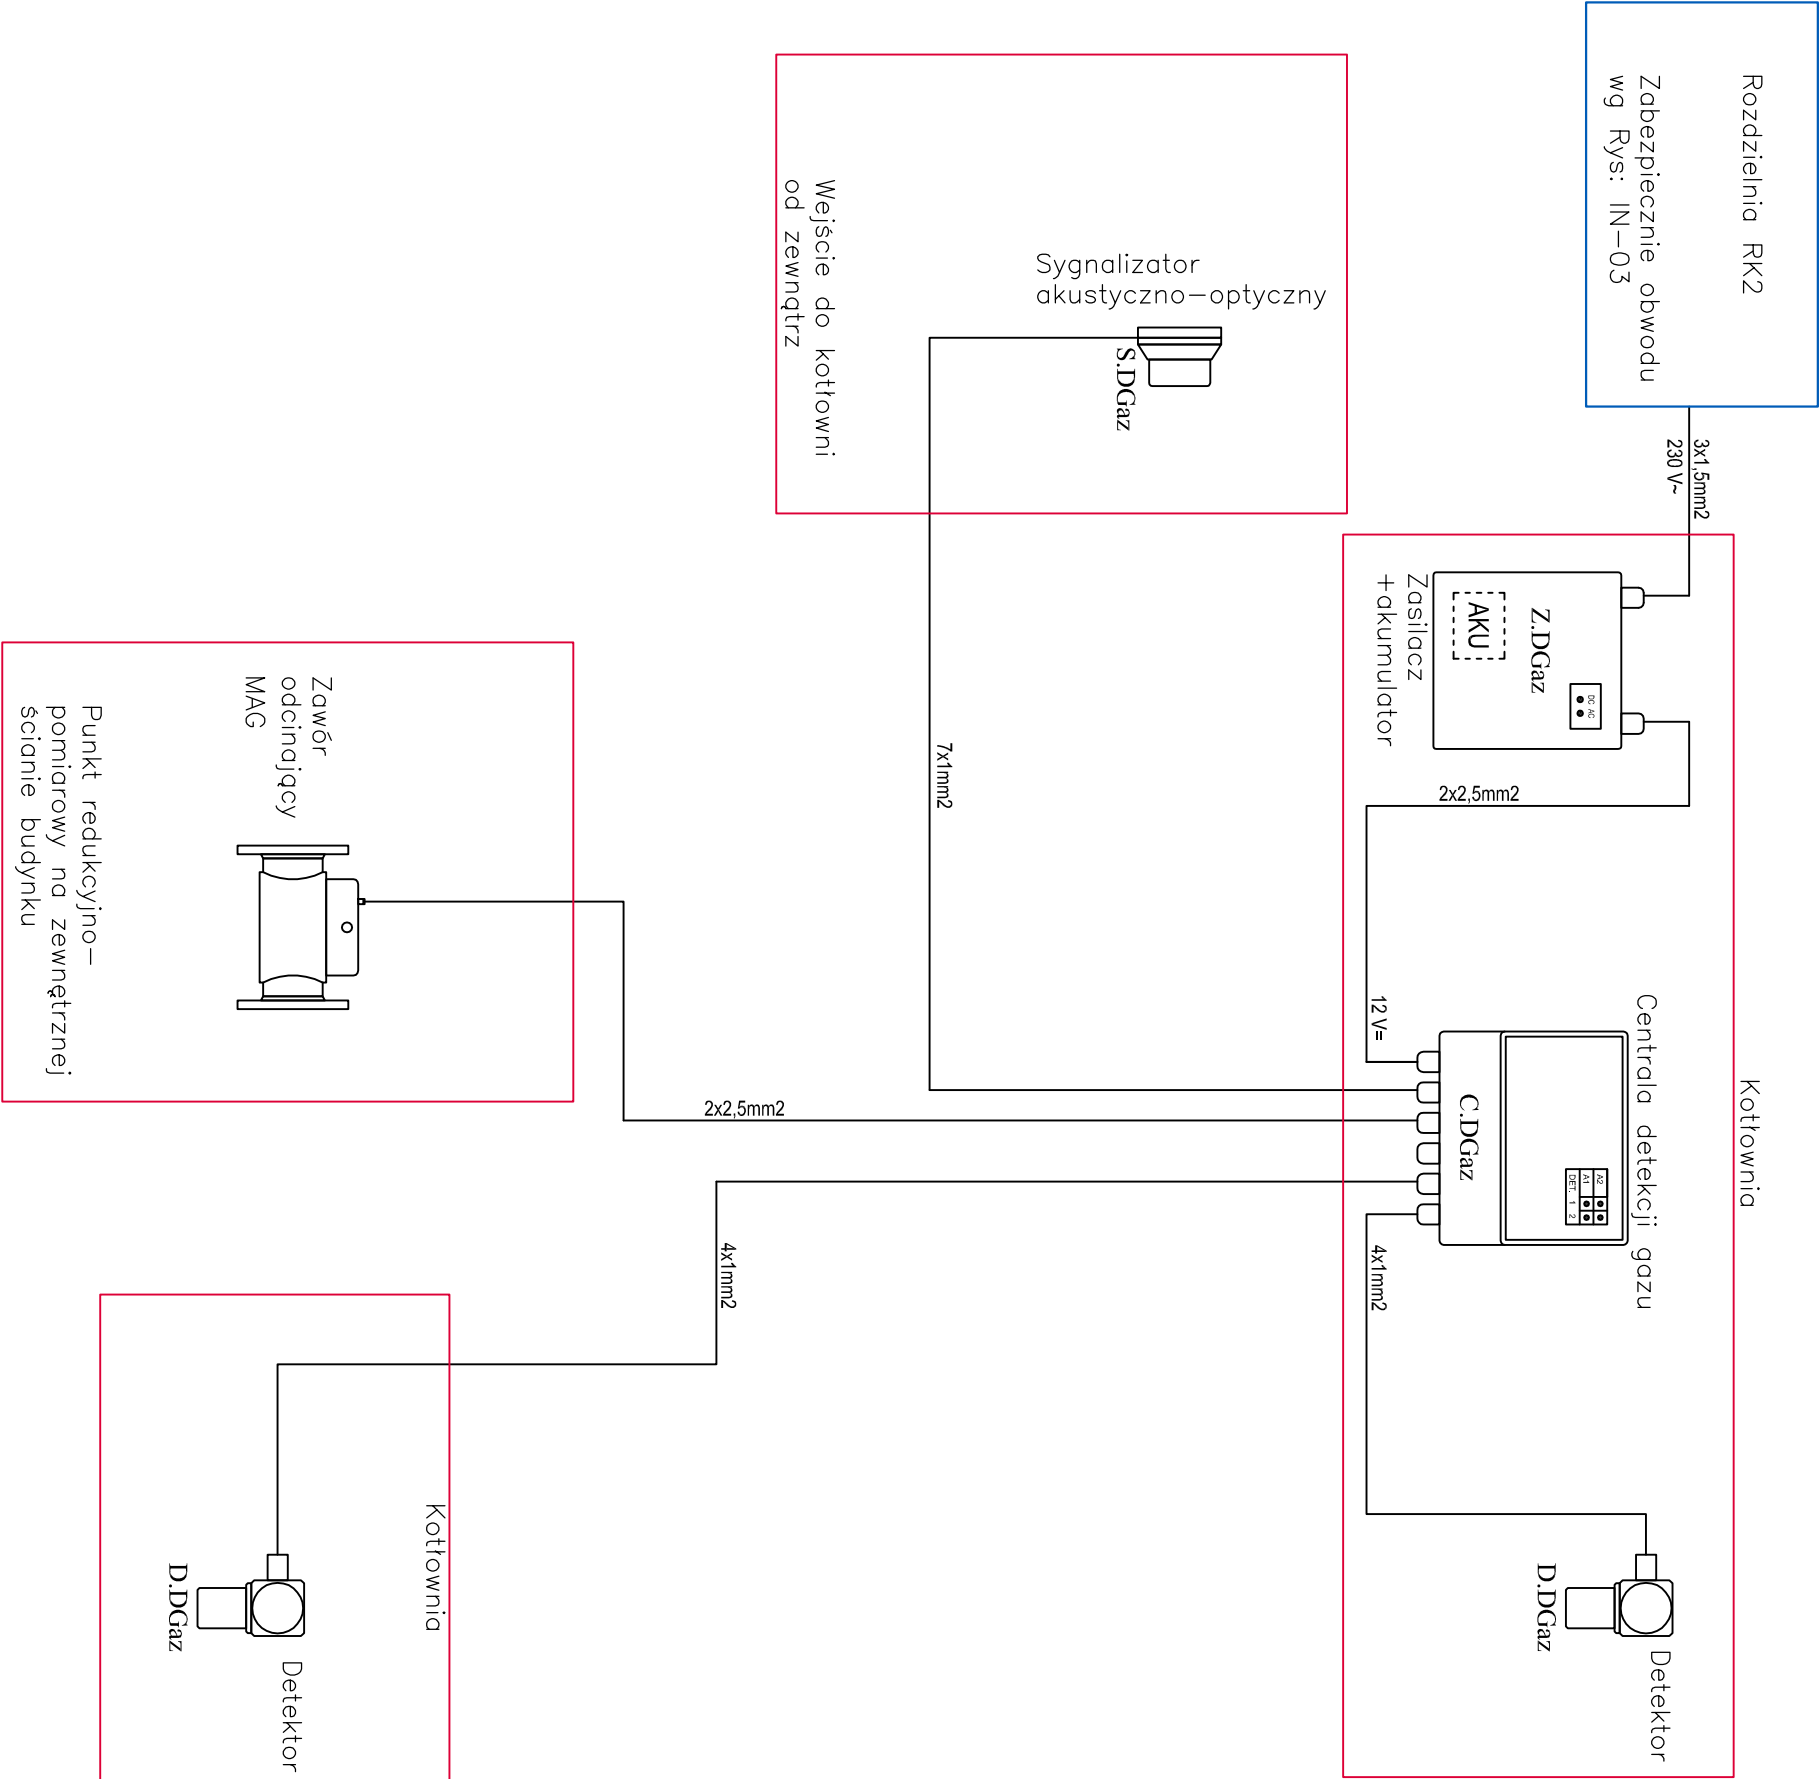 Rozdzielnia RK2
Zabezpiecznie obwodu
wg Rys: IN-03
3x1,5mm2
230 V~
Sygnalizator
akustyczno-optyczny
S.DGaz
Wejście do kotłowni
od zewnątrz
Kotłownia
Z.DGaz
AKU
DC AC
Zasilacz
+akumulator
2x2,5mm2
12 V=
Centrala detekcji gazu
C.DGaz
A2
A1
DET. 1 2
7x1mm2
2x2,5mm2
4x1mm2
4x1mm2
Zawór
odcinający
MAG
Punkt redukcyjno-
pomiarowy na zewnętrznej
ścianie budynku
Detektor
D.DGaz
Kotłownia
Detektor
D.DGaz